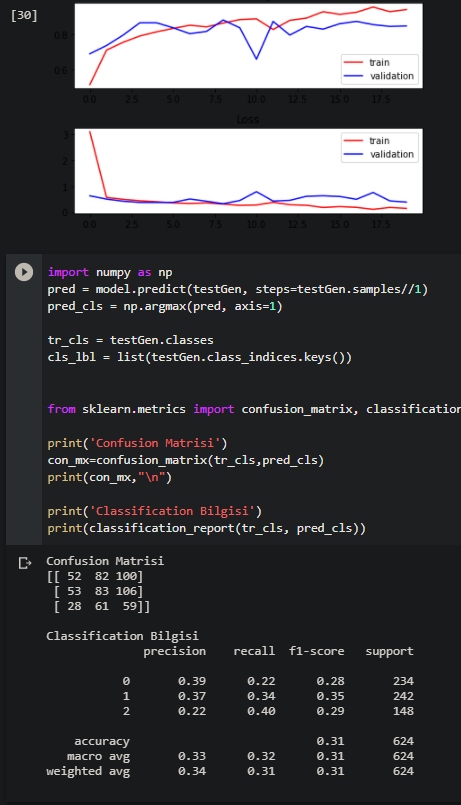 [30]
0.8
0.6
0.0 2.5 5.0 7.5 10.0 12.5 15.0 17.5
train
validation
Loss
3
2
1
0
0.0 2.5 5.0 7.5 10.0 12.5 15.0 17.5
train
validation
import numpy as np
pred = model.predict(testGen, steps=testGen.samples//1)
pred_cls = np.argmax(pred, axis=1)
tr_cls = testGen.classes
cls_lbl = list(testGen.class_indices.keys())
from sklearn.metrics import confusion_matrix, classification
print('Confusion Matrisi')
con_mx=confusion_matrix(tr_cls,pred_cls)
print(con_mx,"\n")
print('Classification Bilgisi')
print(classification_report(tr_cls, pred_cls))
Confusion Matrisi
[[ 52 82 100]
[ 53 83 106]
[ 28 61 59]]
Classification Bilgisi
precision recall f1-score support
0 0.39 0.22 0.28 234
1 0.37 0.34 0.35 242
2 0.22 0.40 0.29 148
accuracy 0.31 624
macro avg 0.33 0.32 0.31 624
weighted avg 0.34 0.31 0.31 624